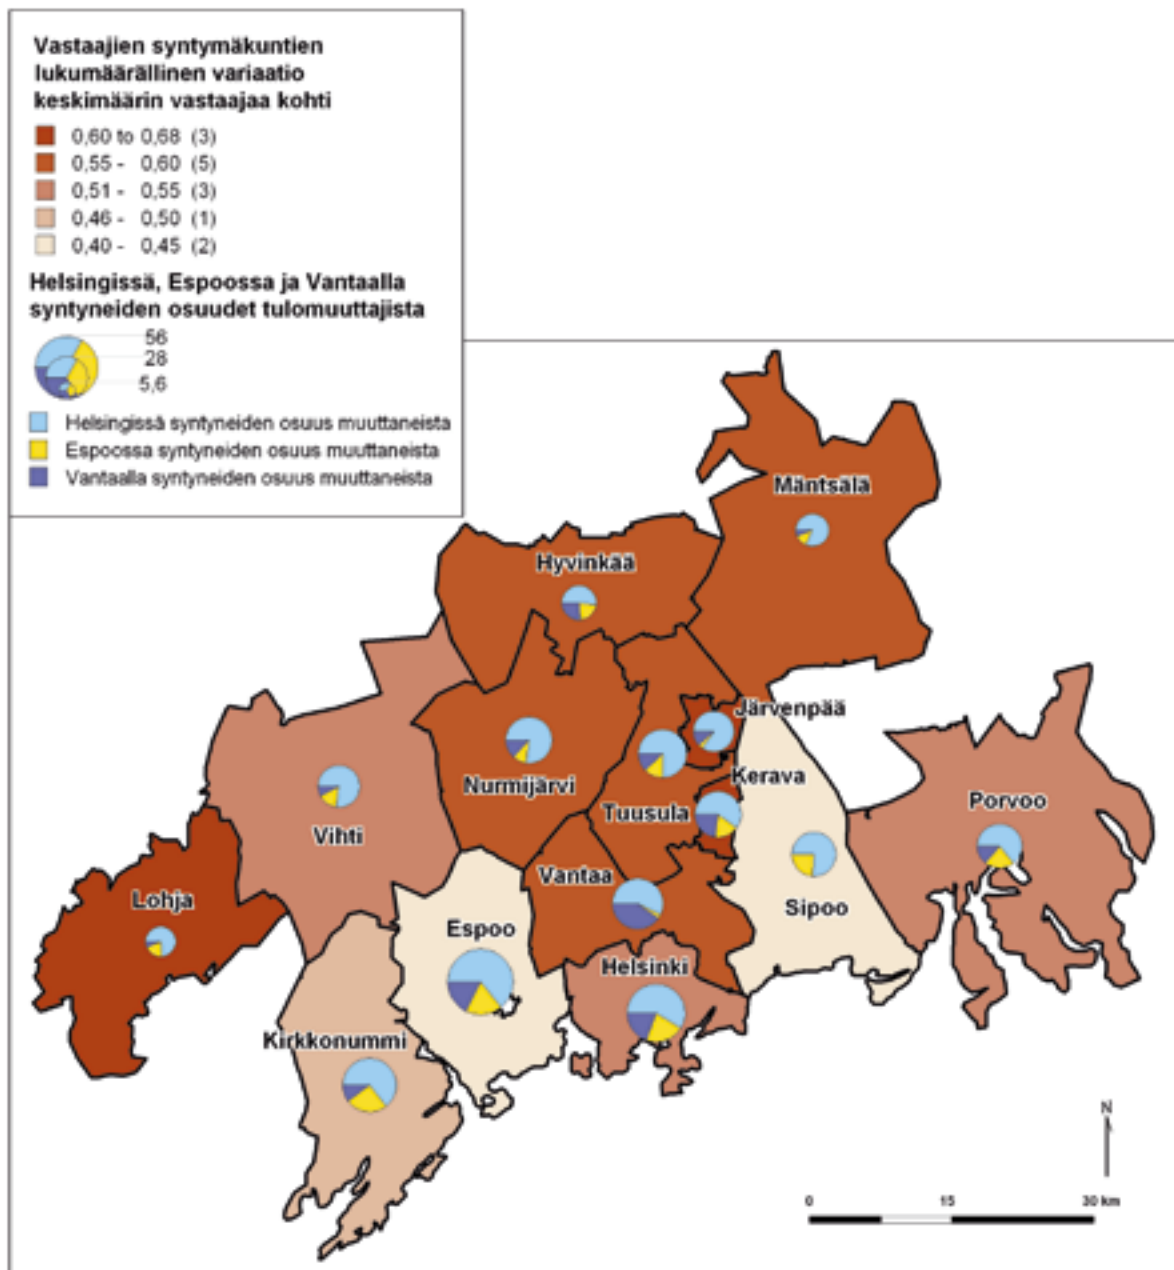 Vastaajien syntymäkuntien
lukumäärällinen variaatio
keskimäärin vastaajaa kohti
0,60 to 0,68 (3)
0,55 - 0,60 (5)
0,51 - 0,55 (3)
0,46 - 0,50 (1)
0,40 - 0,45 (2)
Helsingissä, Espoossa ja Vantaalla
syntyneiden osuudet tulomuuttajista
56
28
5,6
Helsingissä syntyneiden osuus muuttaneista
Espoossa syntyneiden osuus muuttaneista
Vantaalla syntyneiden osuus muuttaneista
Mäntsälä
Hyvinkää
Järvenpää
Nurmijärvi
Kerava
Tuusula
Porvoo
Vihti
Vantaa
Lohja
Sipoo
Espoo
Helsinki
Kirkkonummi
N
0 15 30 km